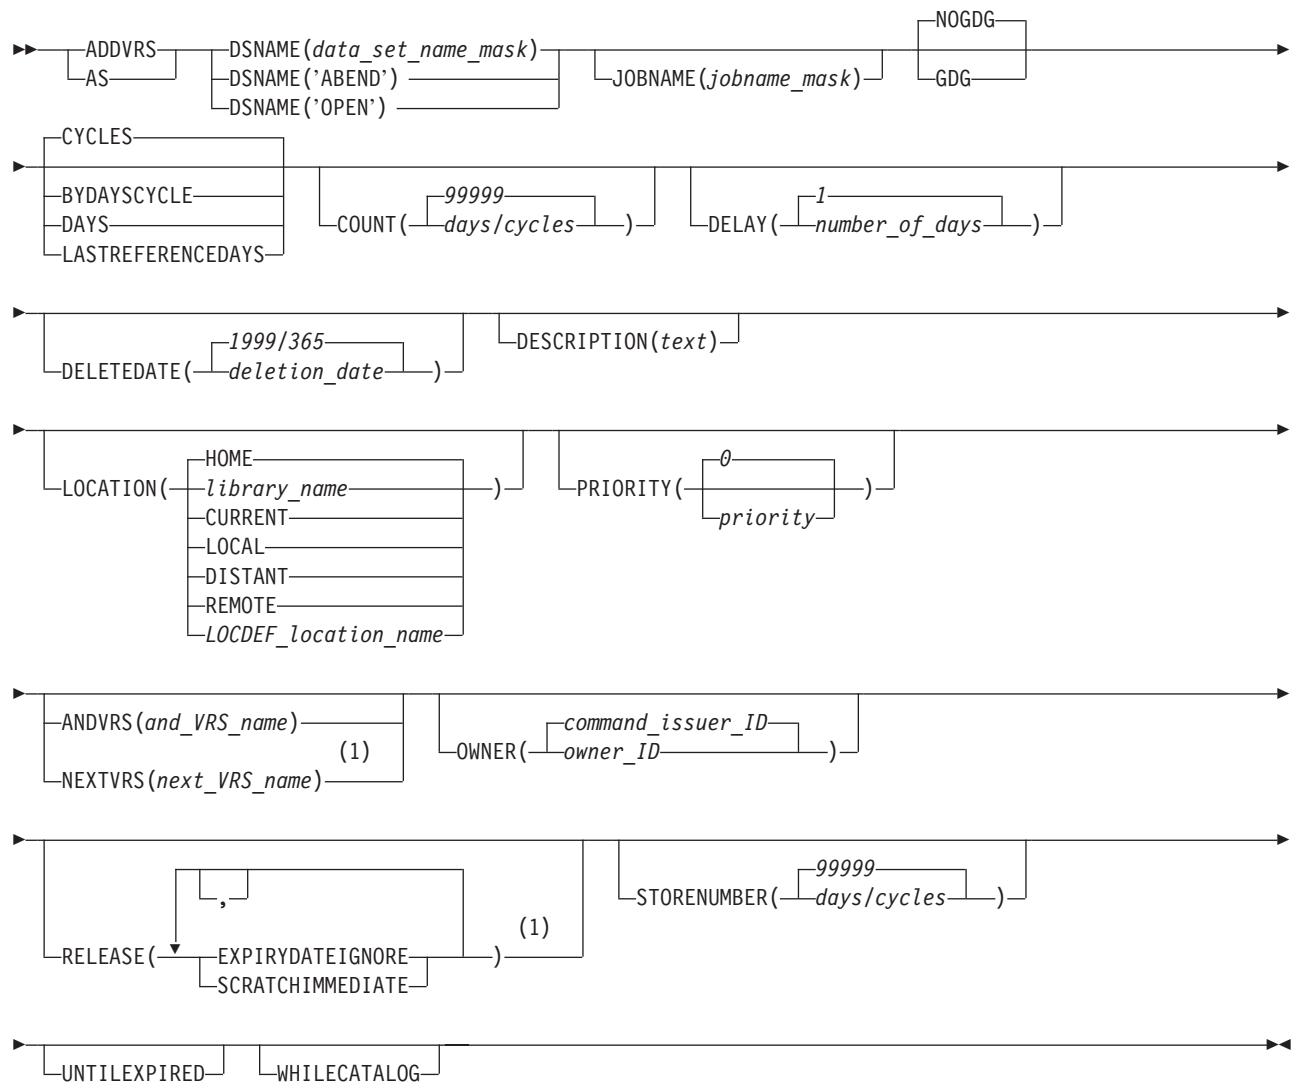 NOGDG
ADDVRS DSNAME(data_set_name_mask)
AS DSNAME('ABEND') JOBNAME(jobname_mask) GDG
DSNAME('OPEN')
CYCLES
BYDAYSCYCLE 99999 1
DAYS COUNT( days/cycles ) DELAY( number_of_days )
LASTREFERENCEDAYS
1999/365 DESCRIPTION(text)
DELETEDATE( deletion_date )
HOME 0
LOCATION( library_name ) PRIORITY( )
CURRENT priority
LOCAL
DISTANT
REMOTE
LOCDEF_location_name
ANDVRS(and_VRS_name) command_issuer_ID
(1) OWNER( owner_ID )
NEXTVRS(next_VRS_name)
99999
, STORENUMBER( days/cycles )
(1)
RELEASE( EXPIRYDATEIGNORE )
SCRATCHIMMEDIATE
UNTILEXPIRED WHILECATALOG